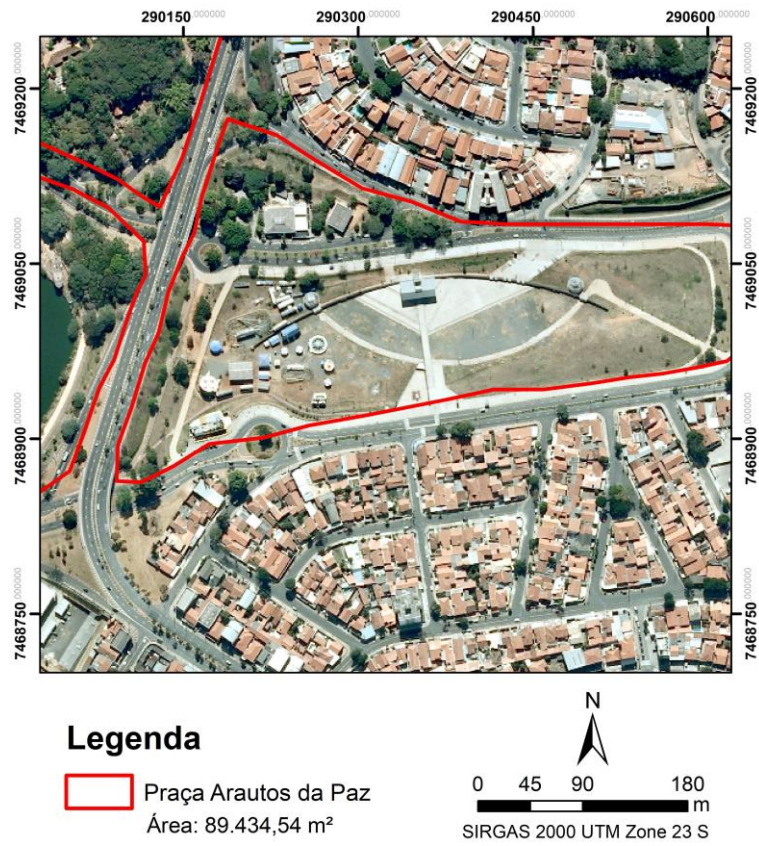 290150,000000 290300,000000 290450,000000 290600,000000
7469200,000000 7469200,000000
7469050,000000 7469050,000000
7468900,000000 7468900,000000
7468750,000000 7468750,000000
Legenda
Praça Arautos da Paz
Área: 89.434,54 m²
N
0 45 90 180
m
SIRGAS 2000 UTM Zone 23 S